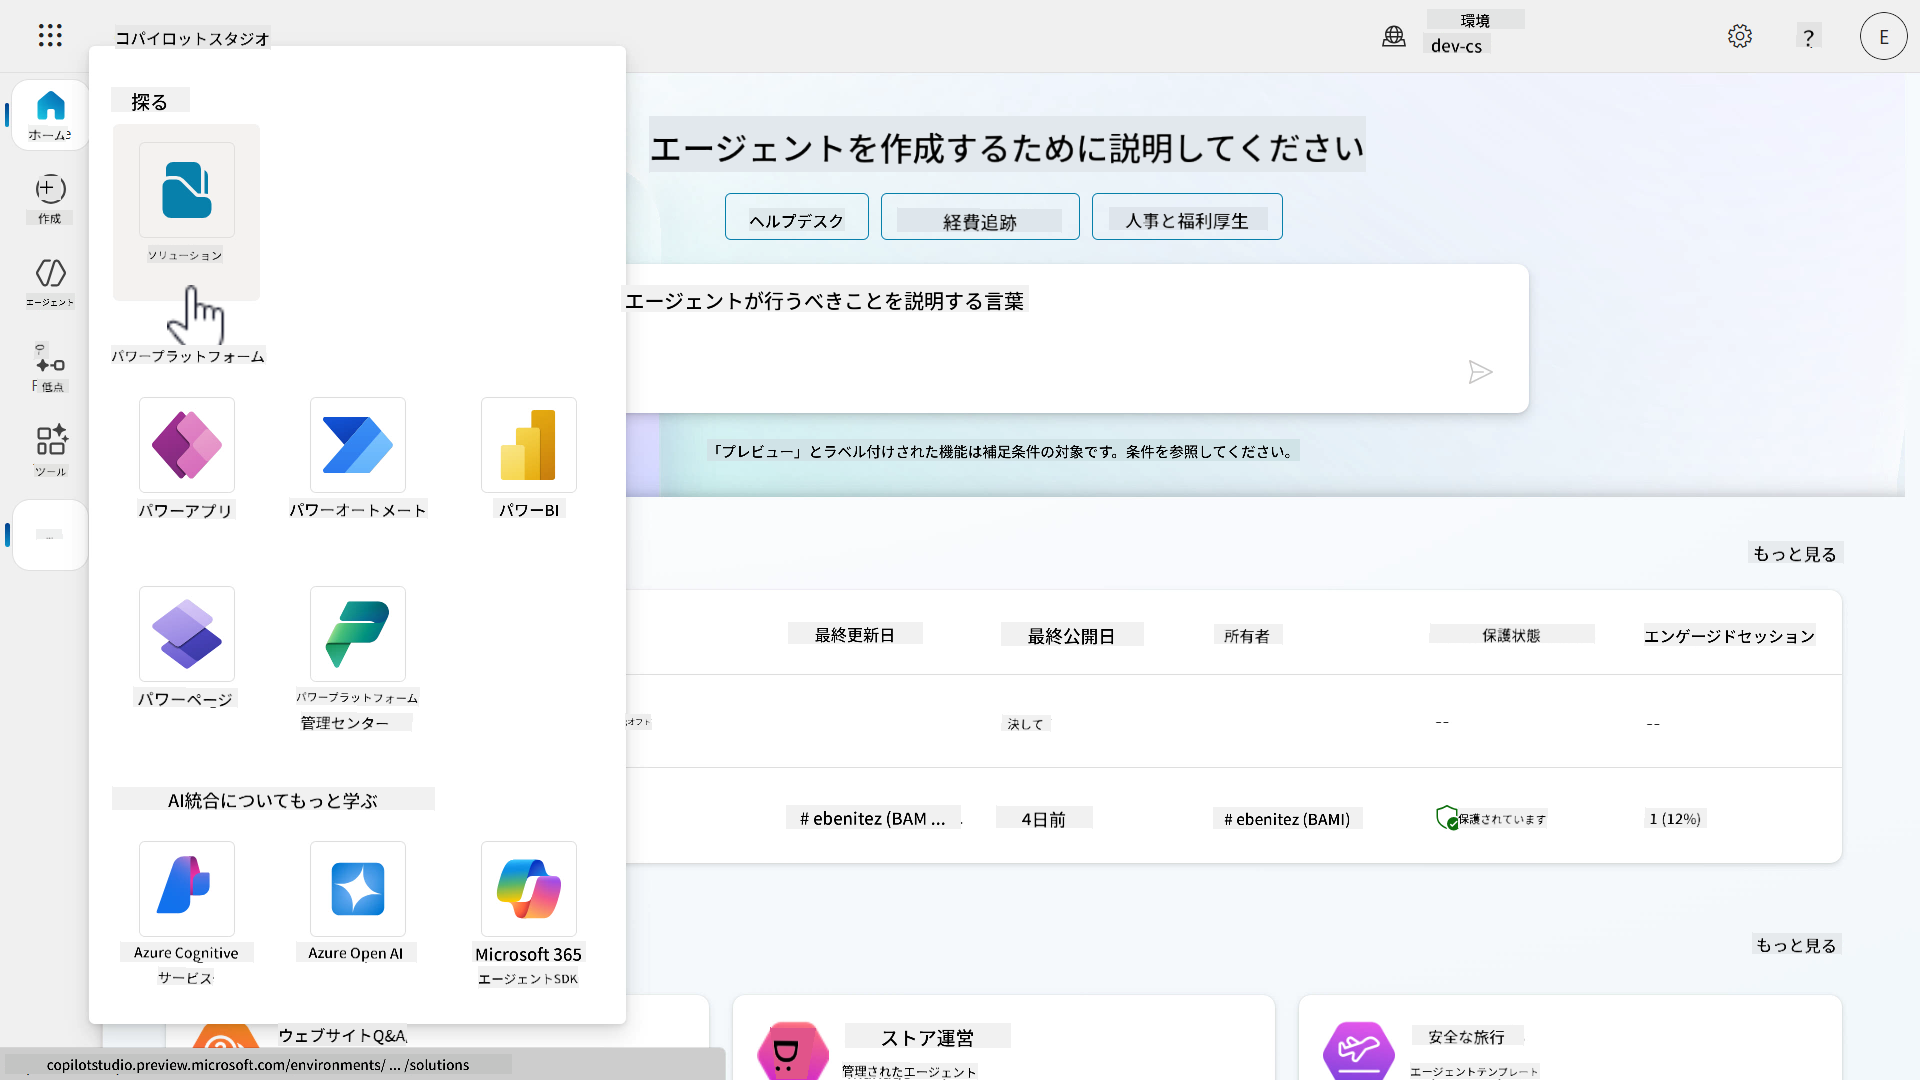 コパイロットスタジオ
環境
dev-cs
?
E
探る
ホーム
ソリューション
作成
エージェント
パワープラットフォーム
低点
ツール
パワーアプリ
パワーオートメート
パワーBI
パワーページ
パワープラットフォーム
管理センター
AI統合についてもっと学ぶ
Azure Cognitive
サービス
Azure Open AI
Microsoft 365
エージェントSDK
エージェントを作成するために説明してください
ヘルプデスク
経費追跡
人事と福利厚生
エージェントが行うべきことを説明する言葉
「プレビュー」とラベル付けされた機能は補足条件の対象です。条件を参照してください。
もっと見る
最終更新日
最終公開日
所有者
保護状態
エンゲージドセッション
オフト
決して
--
--
# ebenitez (BAM ...
4日前
# ebenitez (BAMI)
保護されています
1 (12%)
もっと見る
ウェブサイトQ&A
ストア運営
管理されたエージェント
安全な旅行
エージェントテンプレート
copilotstudio.preview.microsoft.com/environments/ ... /solutions